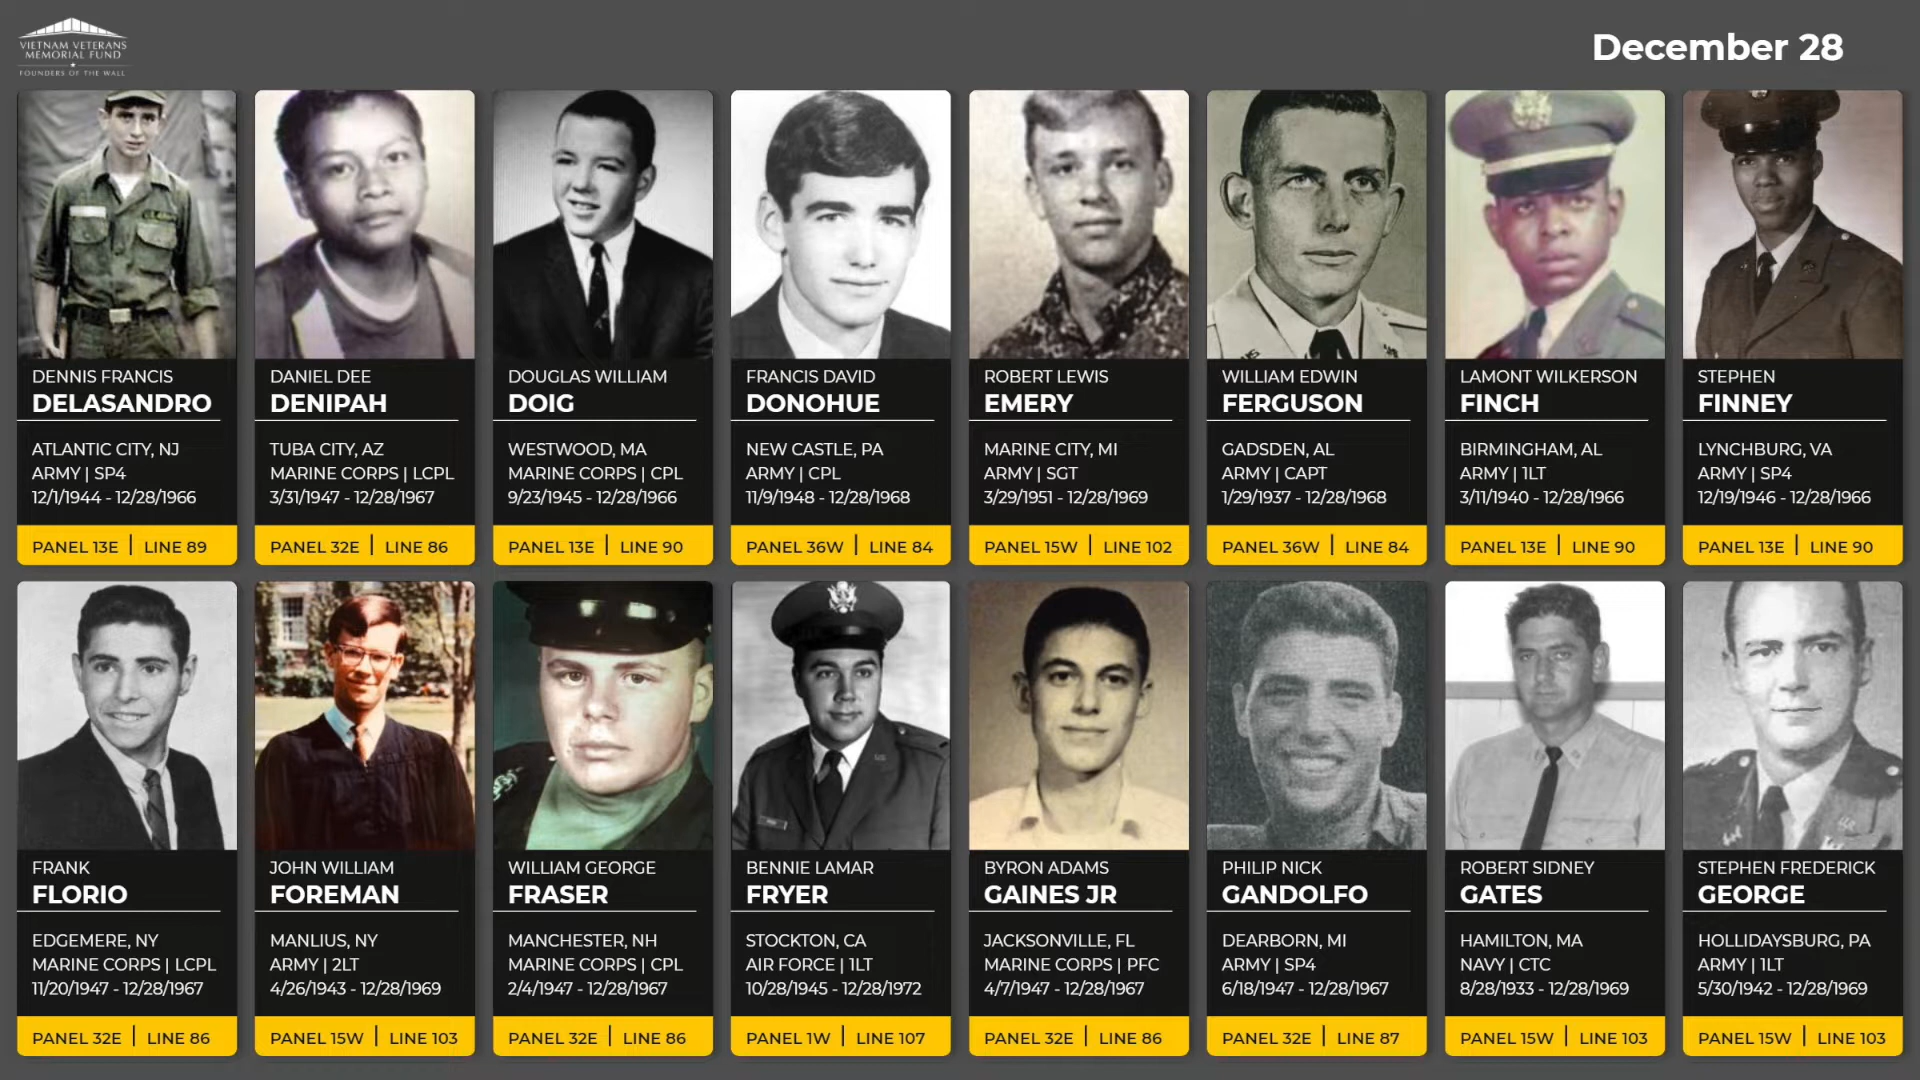 VIETNAM VETERANS
MEMORIAL FUND
FOUNDERS OF THE WALL
December 28
DENNIS FRANCIS
DELASANDRO
ATLANTIC CITY, NJ
ARMY | SP4
12/1/1944 - 12/28/1966
PANEL 13E | LINE 89
DANIEL DEE
DENIPAH
TUBA CITY, AZ
MARINE CORPS | LCPL
3/31/1947 - 12/28/1967
PANEL 32E | LINE 86
DOUGLAS WILLIAM
DOIG
WESTWOOD, MA
MARINE CORPS | CPL
9/23/1945 - 12/28/1966
PANEL 13E | LINE 90
FRANCIS DAVID
DONOHUE
NEW CASTLE, PA
ARMY | CPL
11/9/1948 - 12/28/1968
PANEL 36W | LINE 84
ROBERT LEWIS
EMERY
MARINE CITY, MI
ARMY | SGT
3/29/1951 - 12/28/1969
PANEL 15W | LINE 102
WILLIAM EDWIN
FERGUSON
GADSDEN, AL
ARMY | CAPT
1/29/1937 - 12/28/1968
PANEL 36W | LINE 84
LAMONT WILKERSON
FINCH
BIRMINGHAM, AL
ARMY | 1LT
3/11/1940 - 12/28/1966
PANEL 13E | LINE 90
STEPHEN
FINNEY
LYNCHBURG, VA
ARMY | SP4
12/19/1946 - 12/28/1966
PANEL 13E | LINE 90
FRANK
FLORIO
EDGEMERE, NY
MARINE CORPS | LCPL
11/20/1947 - 12/28/1967
PANEL 32E | LINE 86
JOHN WILLIAM
FOREMAN
MANLIUS, NY
ARMY | 2LT
4/26/1943 - 12/28/1969
PANEL 15W | LINE 103
WILLIAM GEORGE
FRASER
MANCHESTER, NH
MARINE CORPS | CPL
2/4/1947 - 12/28/1967
PANEL 32E | LINE 86
BENNIE LAMAR
FRYER
STOCKTON, CA
AIR FORCE | 1LT
10/28/1945 - 12/28/1972
PANEL 1W | LINE 107
BYRON ADAMS
GAINES JR
JACKSONVILLE, FL
MARINE CORPS | PFC
4/7/1947 - 12/28/1967
PANEL 32E | LINE 86
PHILIP NICK
GANDOLFO
DEARBORN, MI
ARMY | SP4
6/18/1947 - 12/28/1967
PANEL 32E | LINE 87
ROBERT SIDNEY
GATES
HAMILTON, MA
NAVY | CTC
8/28/1933 - 12/28/1969
PANEL 15W | LINE 103
STEPHEN FREDERICK
GEORGE
HOLLIDAYSBURG, PA
ARMY | 1LT
5/30/1942 - 12/28/1969
PANEL 15W | LINE 103